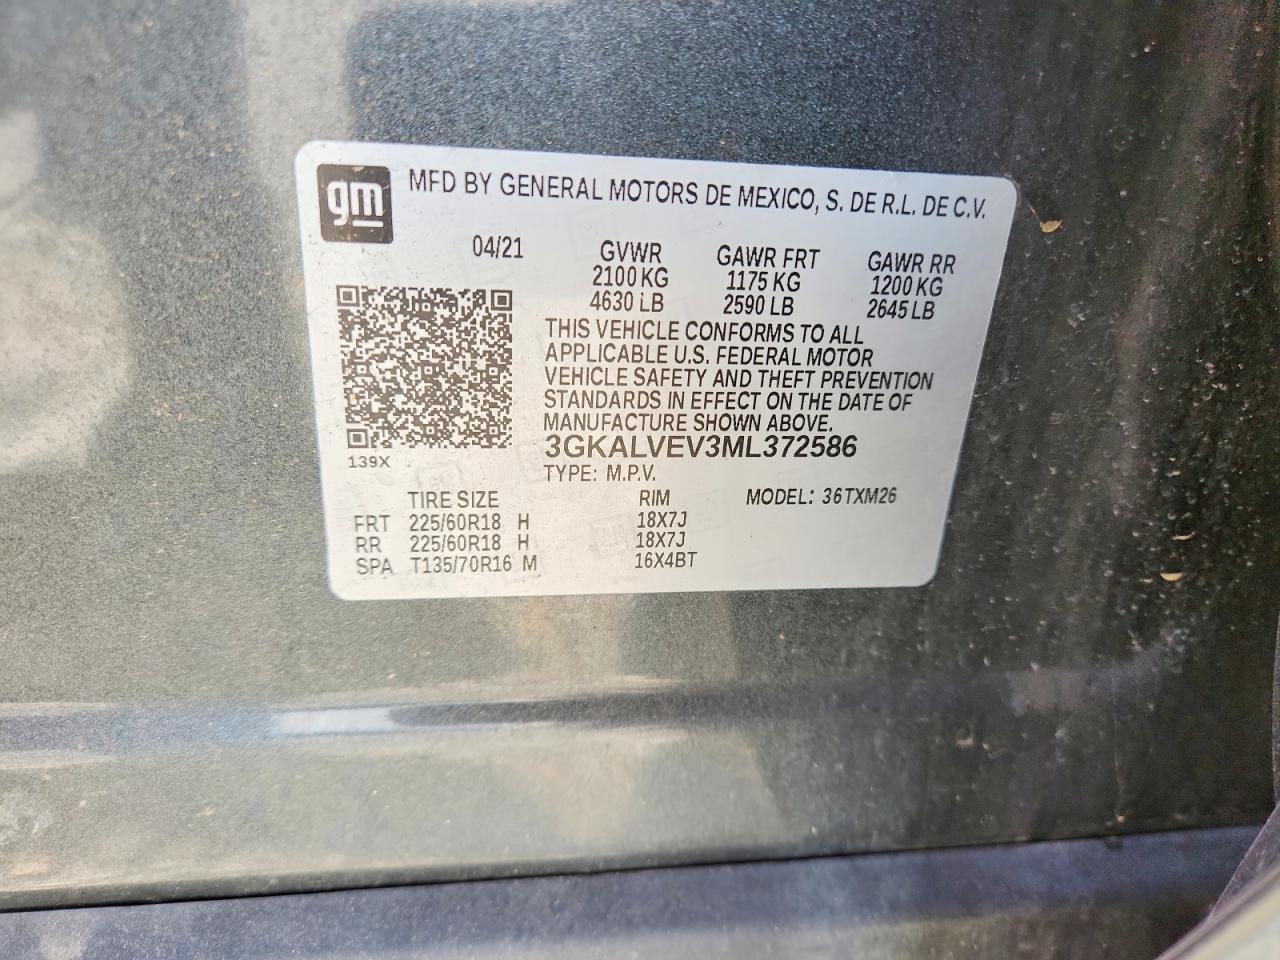 gm MFD BY GENERAL MOTORS DE MEXICO, S. DE R.L. DE C.V.
04/21 GVWR GAWR FRT GAWR RR
2100 KG 1175 KG 1200 KG
4630 LB 2590 LB 2645 LB
THIS VEHICLE CONFORMS TO ALL
APPLICABLE U.S. FEDERAL MOTOR
VEHICLE SAFETY AND THEFT PREVENTION
STANDARDS IN EFFECT ON THE DATE OF
MANUFACTURE SHOWN ABOVE.
3GKALVEV3ML372586
139X TYPE: M.P.V.
TIRE SIZE RIM MODEL: 36TXM26
FRT 225/60R18 H 18X7J
RR 225/60R18 H 18X7J
SPA T135/70R16 M 16X4BT